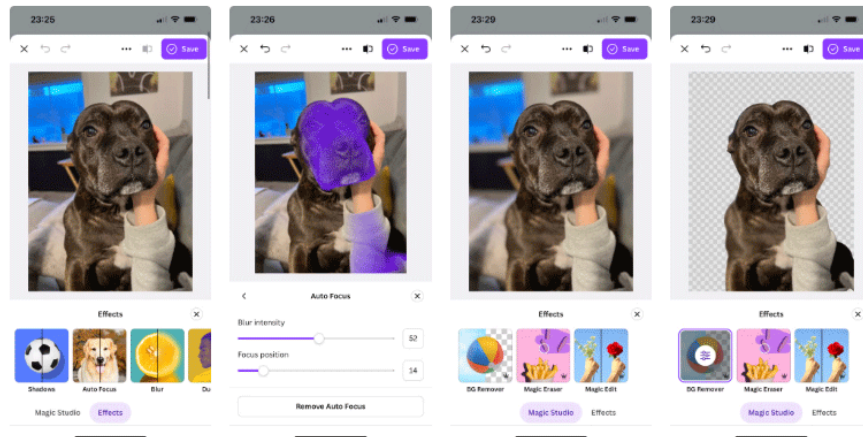 23:25
Save
Effects
Shadows
Auto Focus
Blur
Du
Magic Studio
Effects
23:26
Save
Auto Focus
Blur intensity
52
Focus position
14
Remove Auto Focus
23:29
Save
Effects
BG Remover
Magic Eraser
Magic Edit
Magic Studio
Effects
23:29
Save
Effects
BG Remover
Magic Eraser
Magic Edit
Magic Studio
Effects